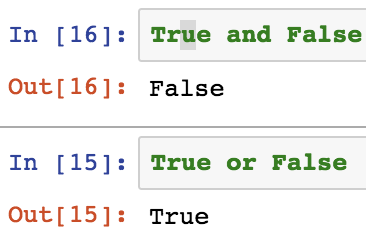 In [16]: True and False
Out[16]: False
In [15]: True or False
Out[15]: True